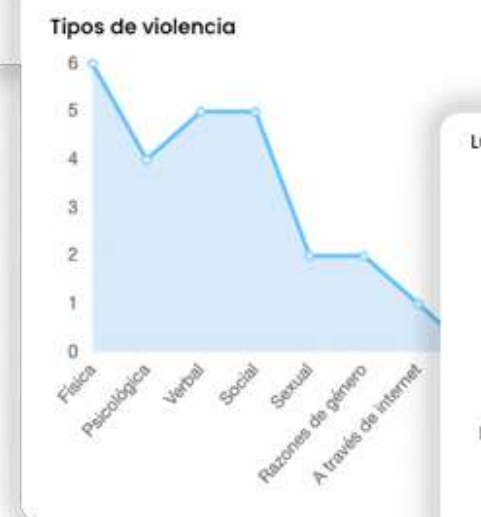 Tipos de violencia
6
5
4
3
2
1
0
Física
Psicológica
Verbal
Social
Sexual
Razones de género
A través de internet